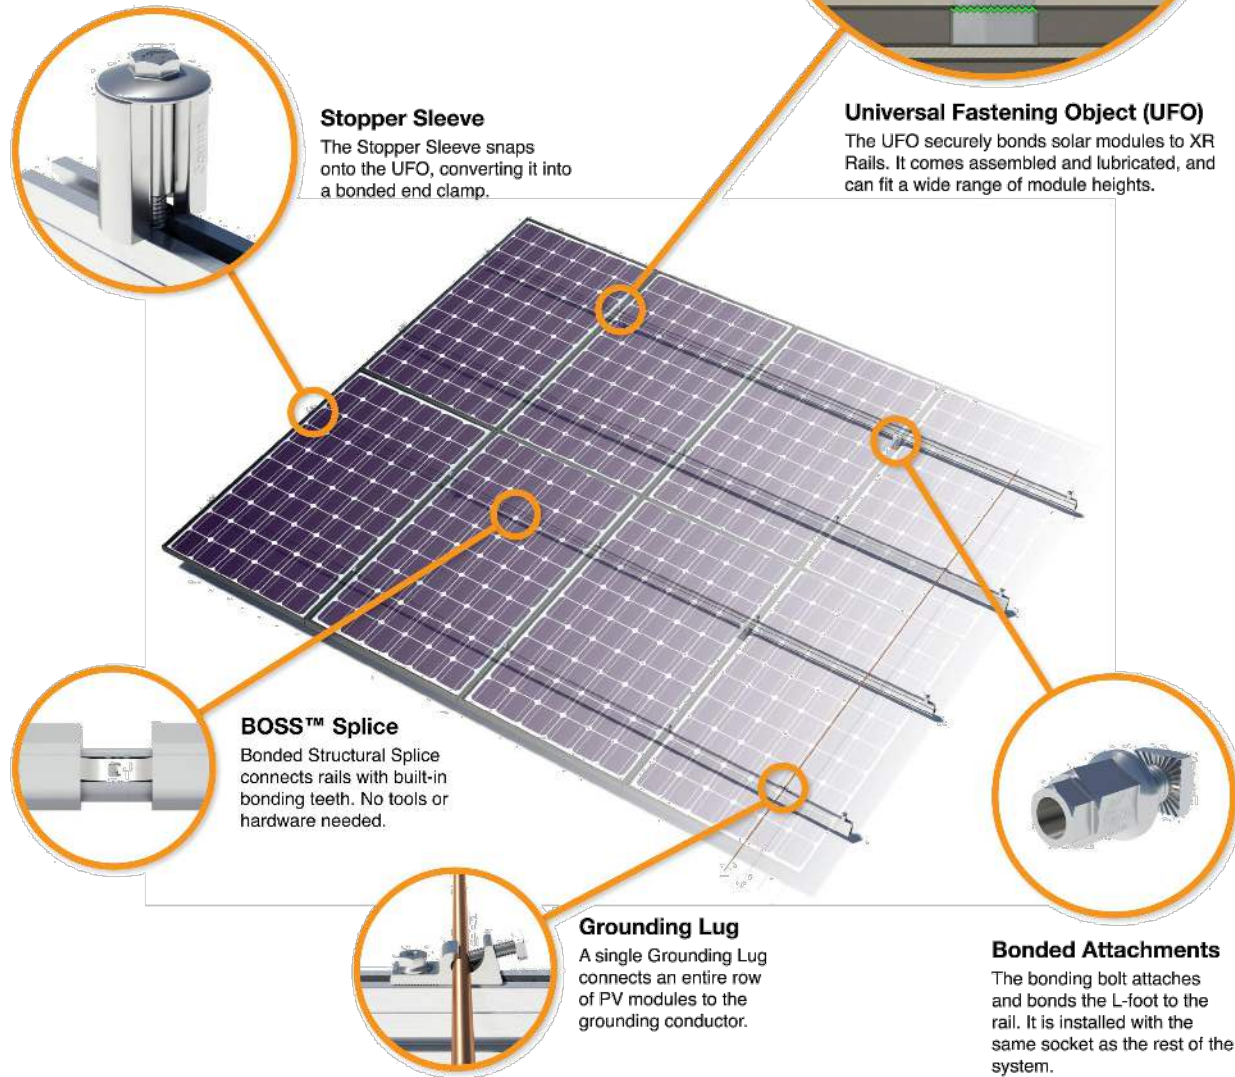 Stopper Sleeve
The Stopper Sleeve snaps
onto the UFO, converting it into
a bonded end clamp.
Universal Fastening Object (UFO)
The UFO securely bonds solar modules to XR
Rails. It comes assembled and lubricated, and
can fit a wide range of module heights.
BOSS™ Splice
Bonded Structural Splice
connects rails with built-in
bonding teeth. No tools or
hardware needed.
Grounding Lug
A single Grounding Lug
connects an entire row
of PV modules to the
grounding conductor.
Bonded Attachments
The bonding bolt attaches
and bonds the L-foot to the
rail. It is installed with the
same socket as the rest of the
system.